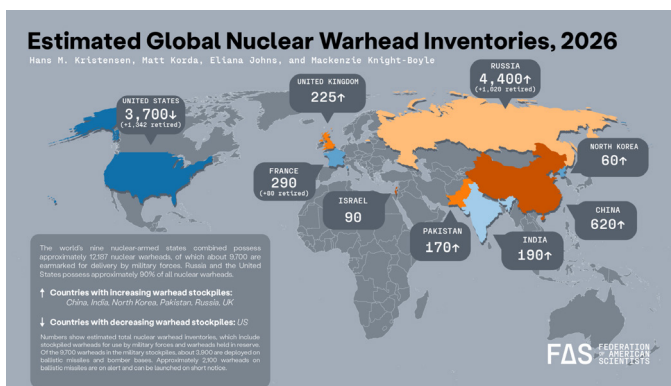 Estimated Global Nuclear Warhead Inventories, 2026
Hans M. Kristensen, Matt Korda, Eliana Johns, and Mackenzie Knight-Boyle
RUSSIA
4,400↑
(+1,020 retired)
UNITED KINGDOM
225↑
UNITED STATES
3,700↓
(+1,342 retired)
NORTH KOREA
60↑
FRANCE
290
(+80 retired)
ISRAEL
90
CHINA
620↑
PAKISTAN
170↑
INDIA
190↑
The world's nine nuclear-armed states combined possess
approximately 12,187 nuclear warheads, of which about 9,700 are
earmarked for delivery by military forces. Russia and the United
States possess approximately 90% of all nuclear warheads.
↑ Countries with increasing warhead stockpiles:
China, India, North Korea, Pakistan, Russia, UK
↓ Countries with decreasing warhead stockpiles: US
Numbers show estimated total nuclear warhead inventories, which include
stockpiled warheads for use by military forces and warheads held in reserve.
Of the 9,700 warheads in the military stockpiles, about 3,900 are deployed on
ballistic missiles and bomber bases. Approximately 2,100 warheads on
ballistic missiles are on alert and can be launched on short notice.
FAS FEDERATION
OF AMERICAN
SCIENTISTS